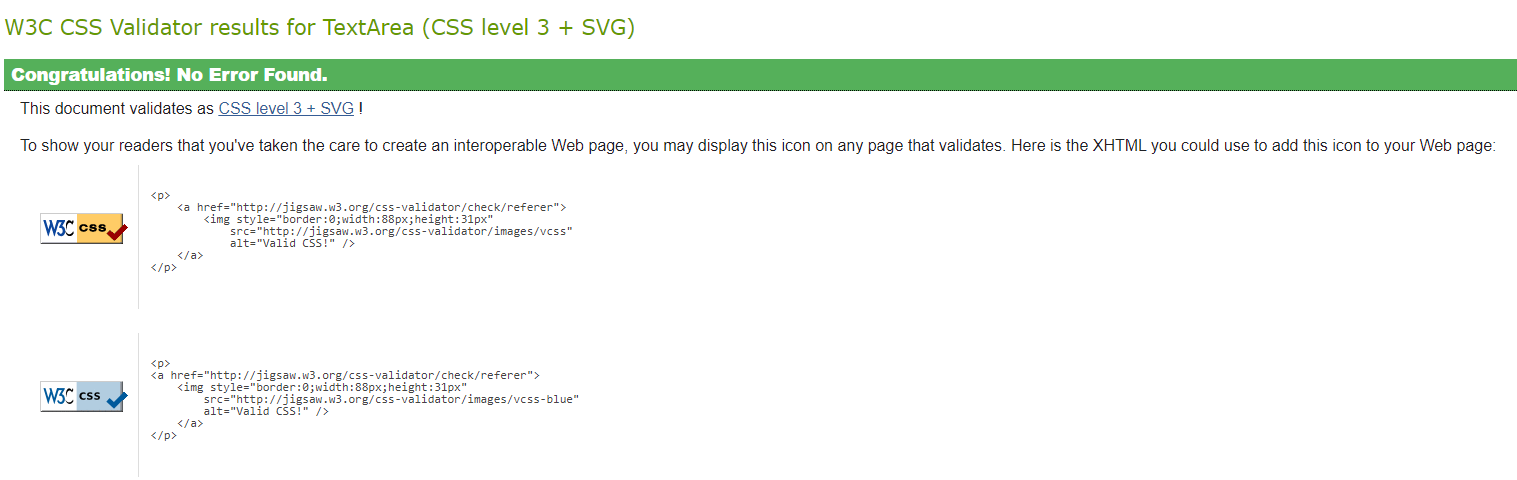 W3C CSS Validator results for TextArea (CSS level 3 + SVG)
Congratulations! No Error Found.
This document validates as CSS level 3 + SVG !
To show your readers that you've taken the care to create an interoperable Web page, you may display this icon on any page that validates. Here is the XHTML you could use to add this icon to your Web page:
W3C css
<p>
    <a href="http://jigsaw.w3.org/css-validator/check/referer">
        <img style="border:0;width:88px;height:31px"
            src="http://jigsaw.w3.org/css-validator/images/vcss"
            alt="Valid CSS!" />
    </a>
</p>
W3C css
<p>
<a href="http://jigsaw.w3.org/css-validator/check/referer">
    <img style="border:0;width:88px;height:31px"
        src="http://jigsaw.w3.org/css-validator/images/vcss-blue"
        alt="Valid CSS!" />
    </a>
</p>